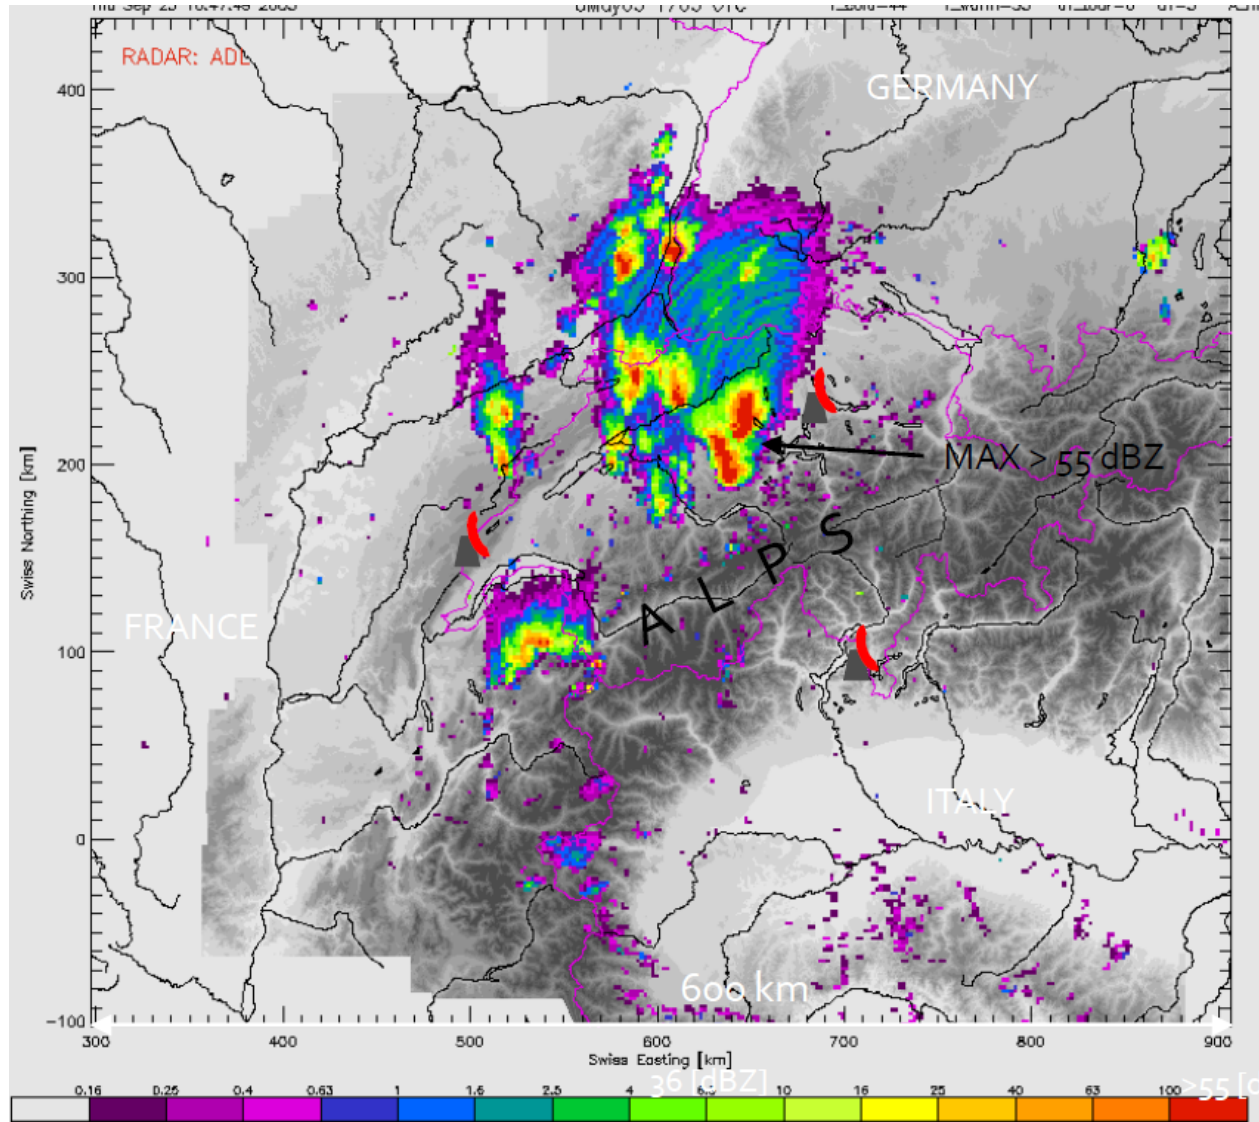 RADAR: ADL
GERMANY
400
300
200
100
0
-100
Swiss Northing [km]
MAX > 55 dBZ
ALPS
FRANCE
ITALY
600 km
300 400 500 600 700 800 900
Swiss Easting [km]
0.16 0.25 0.4 0.63 1 1.6 2.5 4 10 16 25 40 63 100
36 [dBZ] >55